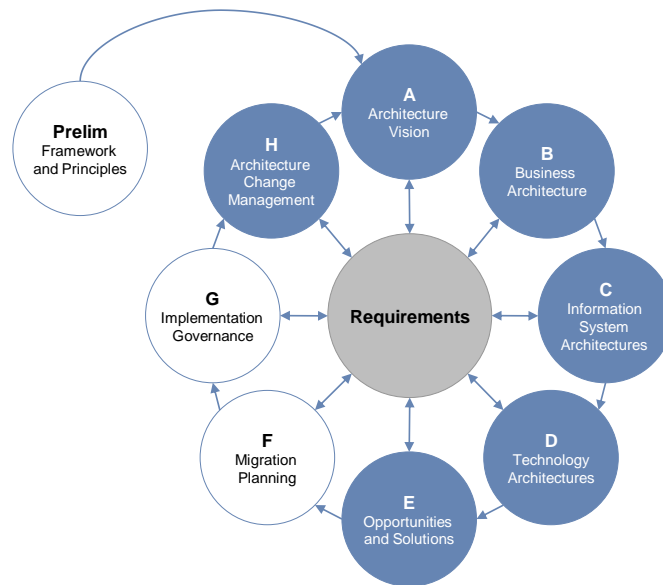 Prelim
Framework
and Principles
A
Architecture
Vision
B
Business
Architecture
C
Information
System
Architectures
D
Technology
Architectures
E
Opportunities
and Solutions
F
Migration
Planning
G
Implementation
Governance
H
Architecture
Change
Management
Requirements